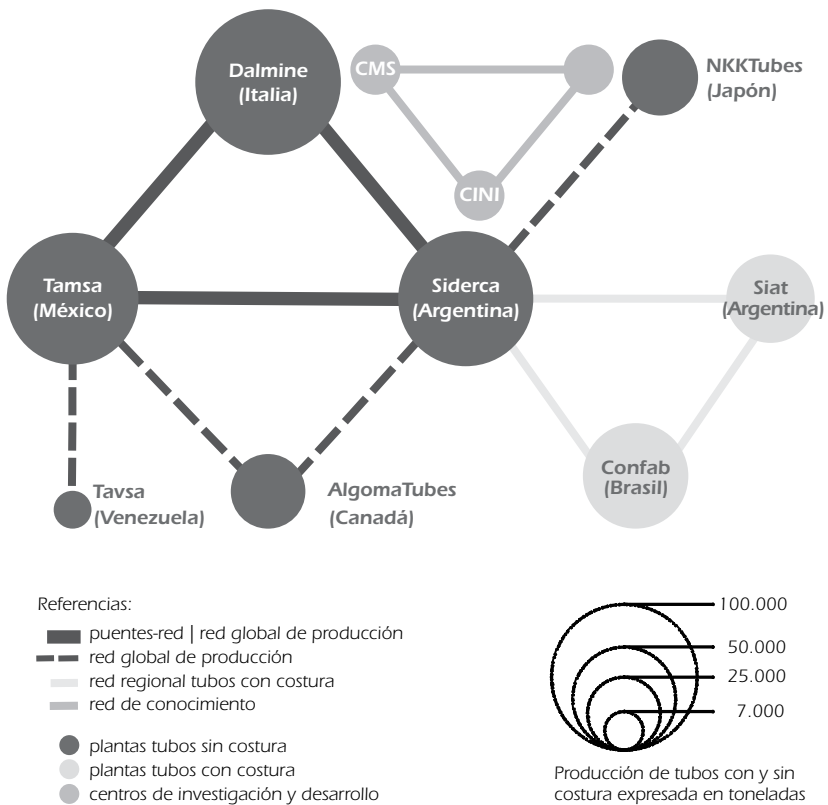 Dalmine
(Italia)
CMS
NKKTubes
(Japón)
CINI
Tamsa
(México)
Siderca
(Argentina)
Siat
(Argentina)
Confab
(Brasil)
Tavsa
(Venezuela)
AlgomaTubes
(Canadá)
Referencias:
puentes-red | red global de producción
red global de producción
red regional tubos con costura
red de conocimiento
plantas tubos sin costura
plantas tubos con costura
centros de investigación y desarrollo
100.000
50.000
25.000
7.000
Producción de tubos con y sin
costura expresada en toneladas